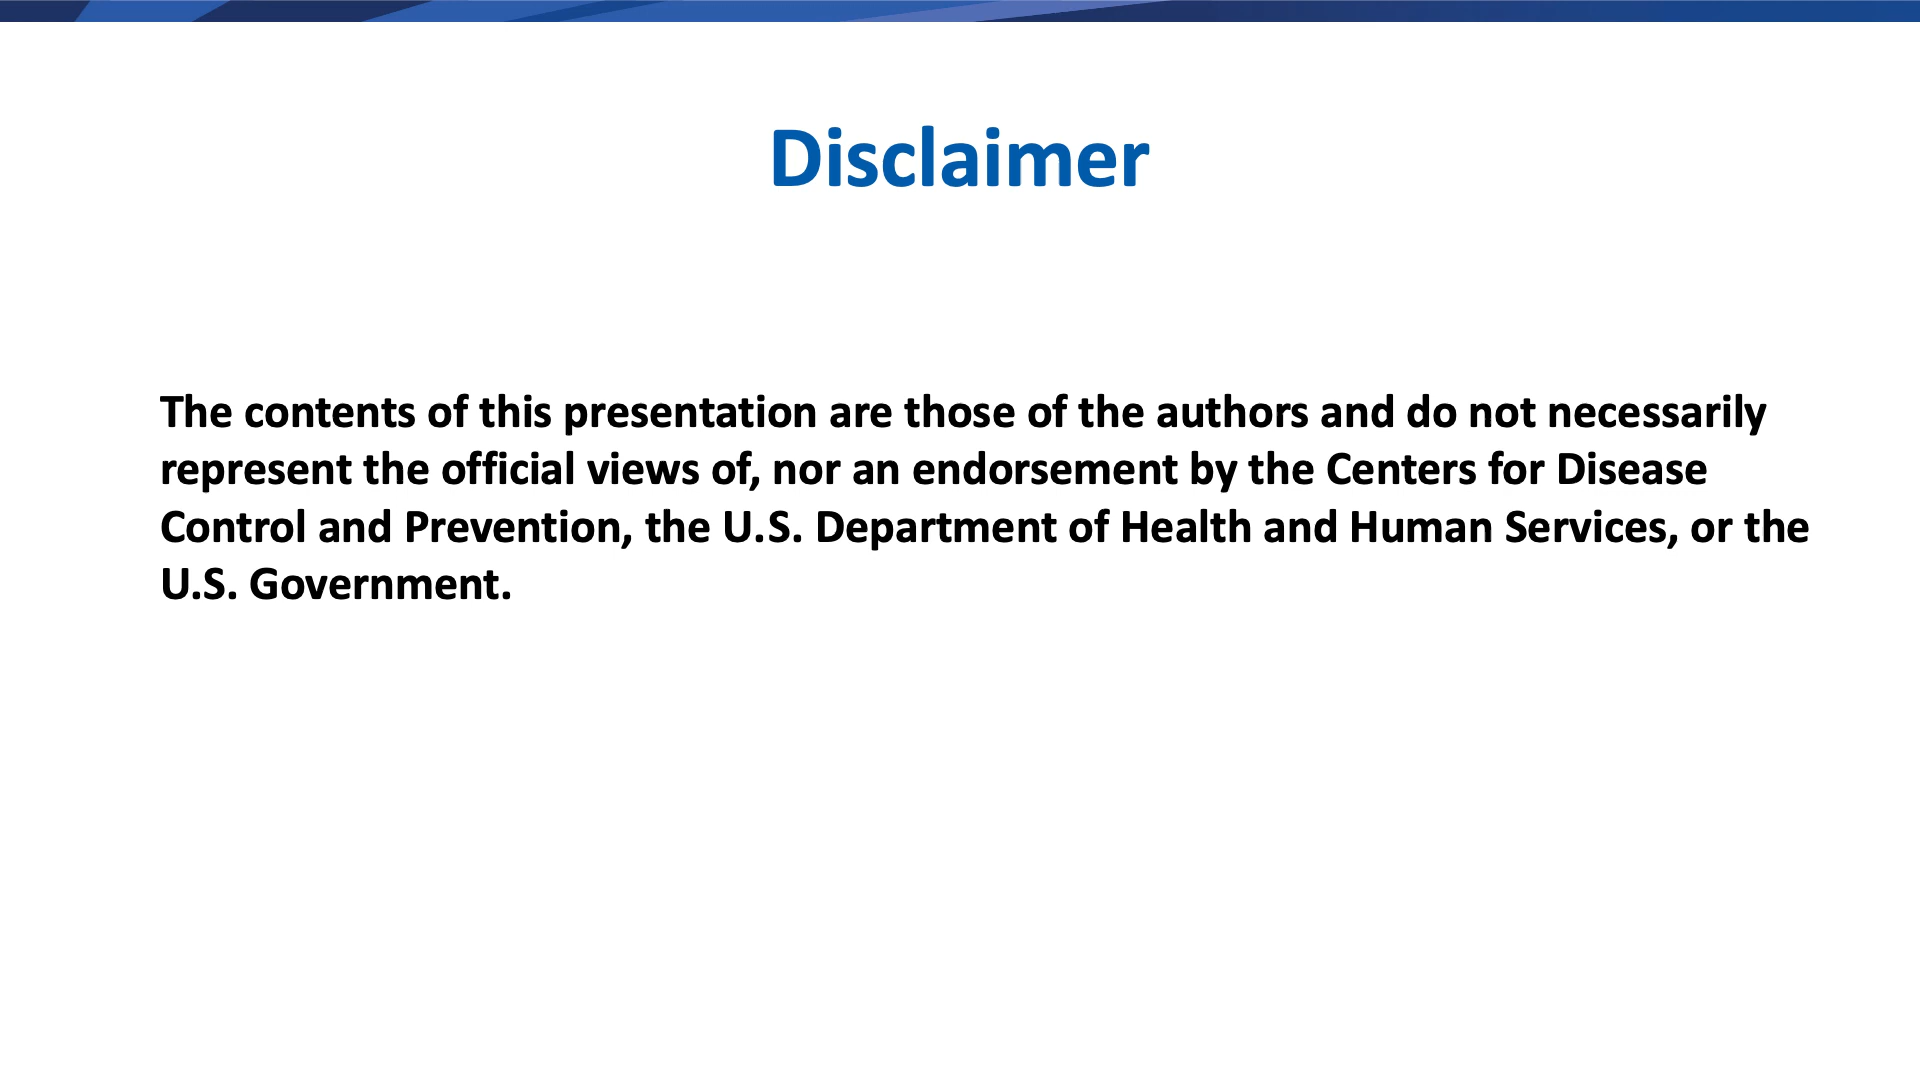 Disclaimer
The contents of this presentation are those of the authors and do not necessarily
represent the official views of, nor an endorsement by the Centers for Disease
Control and Prevention, the U.S. Department of Health and Human Services, or the
U.S. Government.